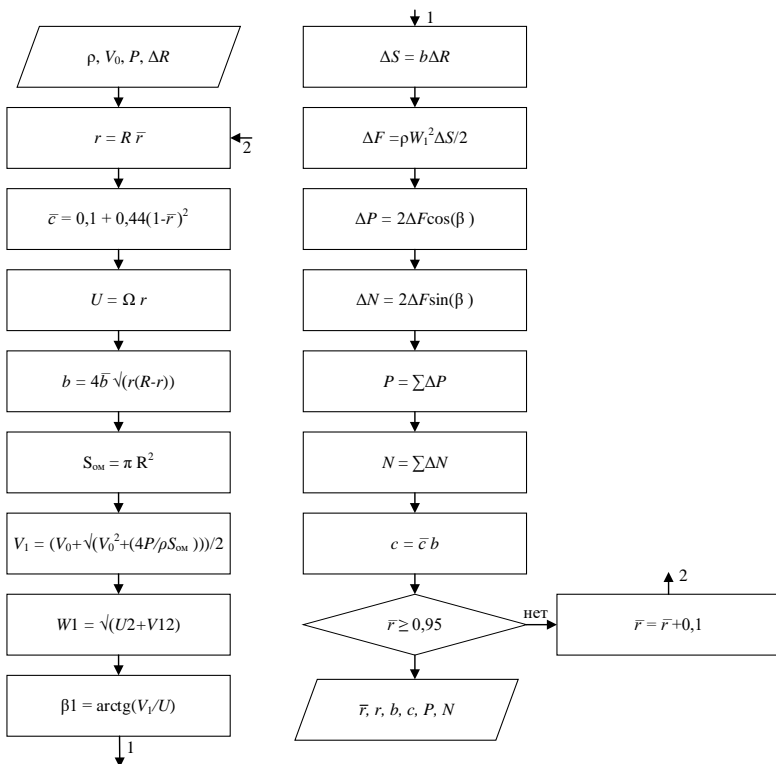 ρ, V₀, P, ΔR
r = R r̅
2
c̅ = 0,1 + 0,44(1-r̅)²
U = Ω r
b = 4b̅ √(r(R-r))
Sₒₘ = π R²
V₁ = (V₀+√(V₀²+(4P/ρSₒₘ )))/2
W1 = √(U2+V12)
β1 = arctg(V₁/U)
1
1
ΔS = bΔR
ΔF =ρW₁²ΔS/2
ΔP = 2ΔFcos(β )
ΔN = 2ΔFsin(β )
P = ∑ΔP
N = ∑ΔN
c = c̅ b
r̅ ≥ 0,95
нет
2
r̅ = r̅+0,1
r̅, r, b, c, P, N